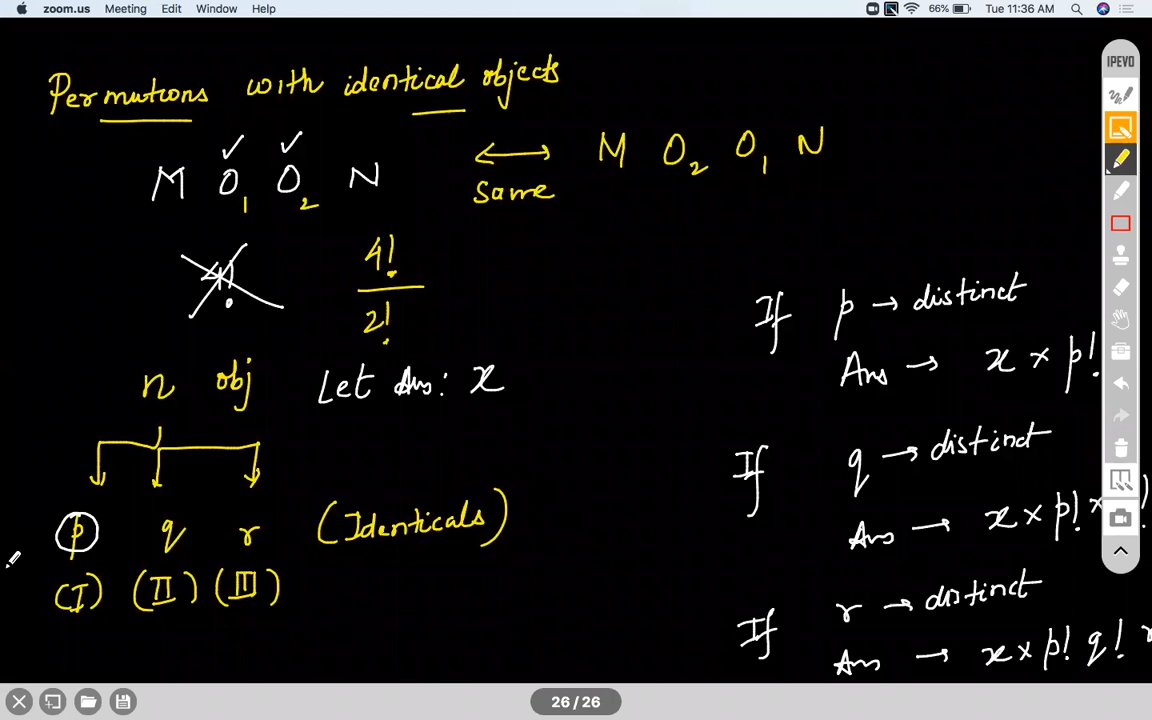 zoom.us Meeting Edit Window Help 66% Tue 11:36 AM
IPEVO
Permutions with identical objects
M O₁ O₂ N ⟷ M O₂ O₁ N
Same
4!
4!
2!
n obj Let Ans: x
p q r (Identicals)
(I) (II) (III)
If p → distinct
Ans → x × p!
If q → distinct
Ans → x × p! ×
If r → distinct
Ans → x × p! q!
26 / 26